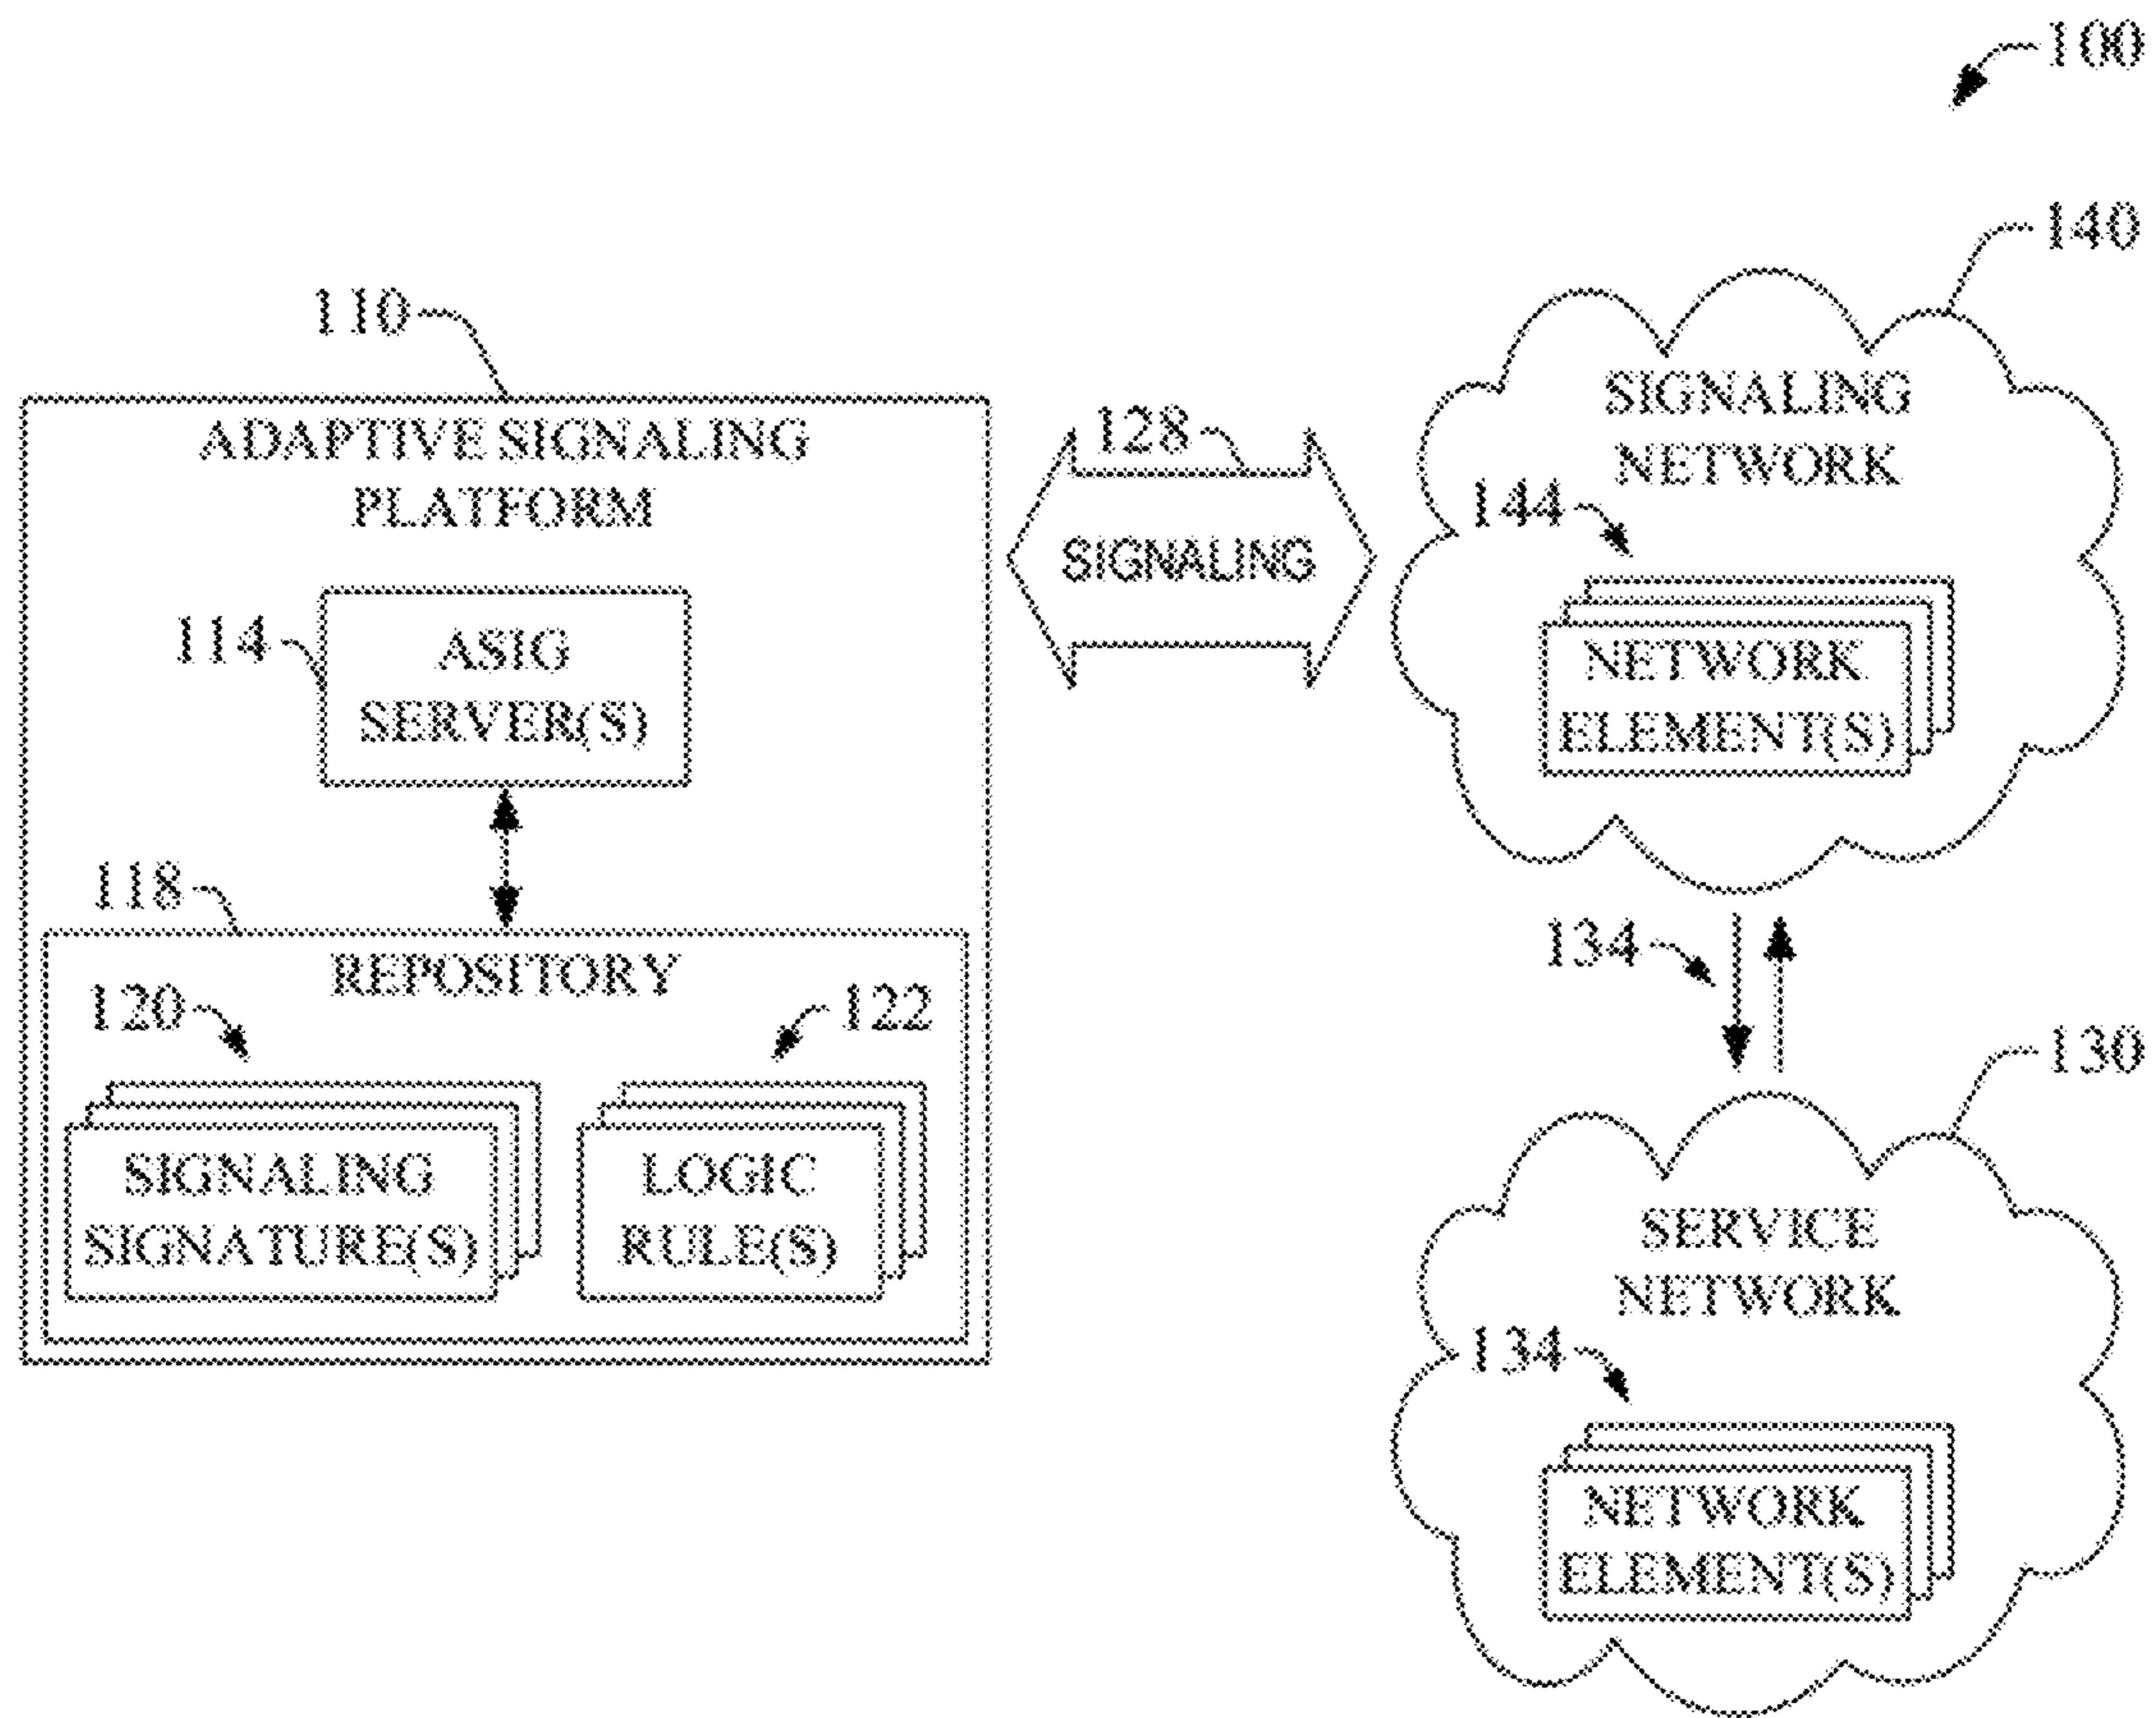 100
140
110
ADAPTIVE SIGNALING
PLATFORM
128
SIGNALING
SIGNALING
NETWORK
144
NETWORK
ELEMENT(S)
114
ASIG
SERVER(S)
118
REPOSITORY
120
122
SIGNALING
SIGNATURE(S)
LOGIC
RULE(S)
134
130
SERVICE
NETWORK
134
NETWORK
ELEMENT(S)